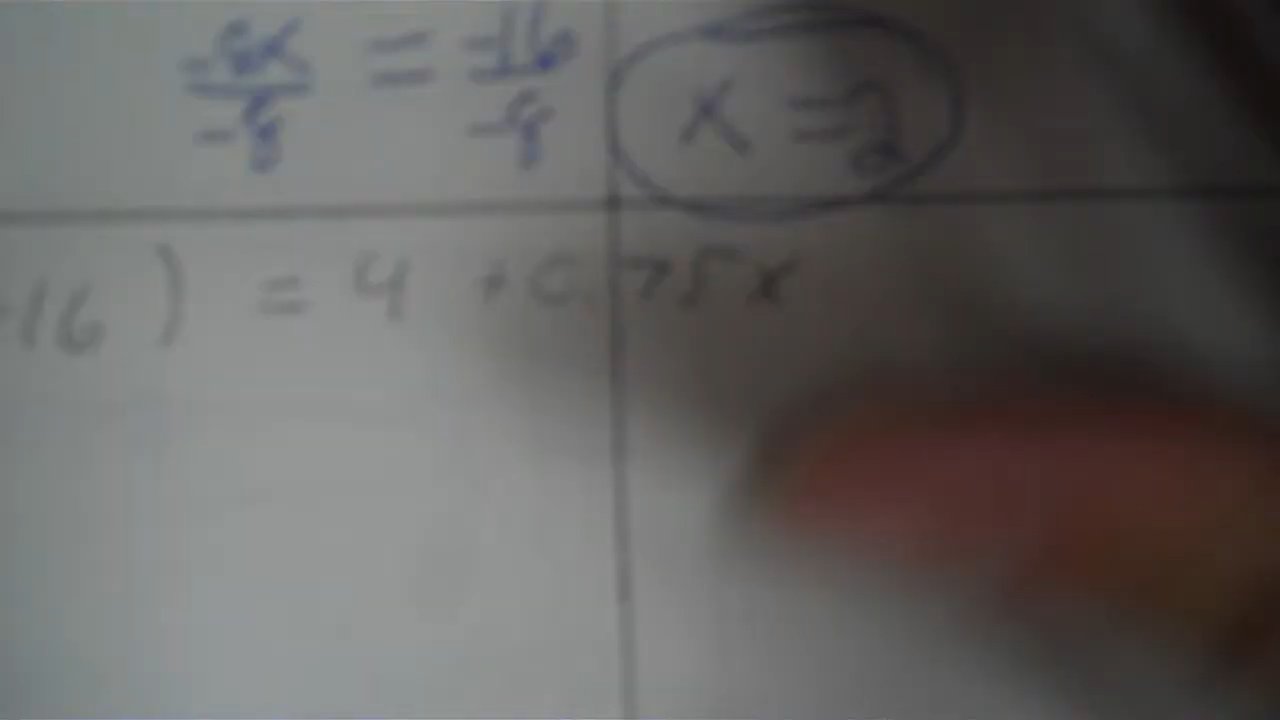 -8x = -16
-8 -8
x = 2
-16 ) = 4 + 0.75x